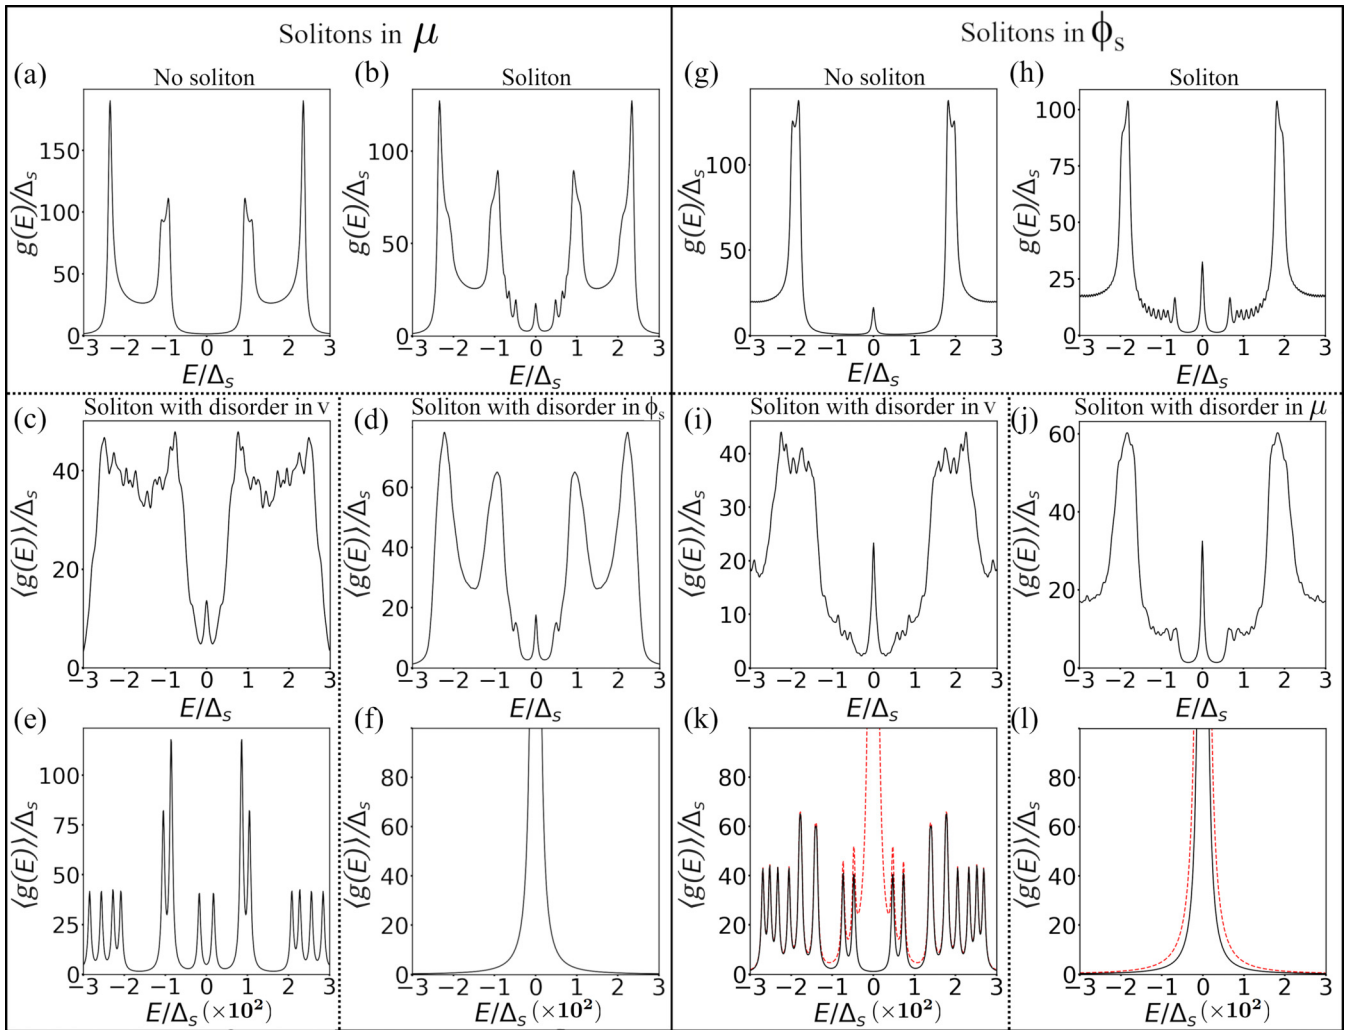 Solitons in μ
Solitons in ϕs
(a)
No soliton
g(E)/Δs
150
100
50
0
−3 −2 −1 0 1 2 3
E/Δs
(b)
Soliton
g(E)/Δs
100
50
0
−3 −2 −1 0 1 2 3
E/Δs
(g)
No soliton
g(E)/Δs
100
50
0
−3 −2 −1 0 1 2 3
E/Δs
(h)
Soliton
g(E)/Δs
100
75
50
25
0
−3 −2 −1 0 1 2 3
E/Δs
(c)
Soliton with disorder in v
⟨g(E)⟩/Δs
40
20
0
−3 −2 −1 0 1 2 3
E/Δs
(d)
Soliton with disorder in ϕs
⟨g(E)⟩/Δs
60
40
20
0
−3 −2 −1 0 1 2 3
E/Δs
(i)
Soliton with disorder in v
⟨g(E)⟩/Δs
40
30
20
10
0
−3 −2 −1 0 1 2 3
E/Δs
(j)
Soliton with disorder in μ
⟨g(E)⟩/Δs
60
40
20
0
−3 −2 −1 0 1 2 3
E/Δs
(e)
⟨g(E)⟩/Δs
100
75
50
25
0
−3 −2 −1 0 1 2 3
E/Δs (×10²)
(f)
⟨g(E)⟩/Δs
80
60
40
20
0
−3 −2 −1 0 1 2 3
E/Δs (×10²)
(k)
⟨g(E)⟩/Δs
80
60
40
20
0
−3 −2 −1 0 1 2 3
E/Δs (×10²)
(l)
⟨g(E)⟩/Δs
80
60
40
20
0
−3 −2 −1 0 1 2 3
E/Δs (×10²)